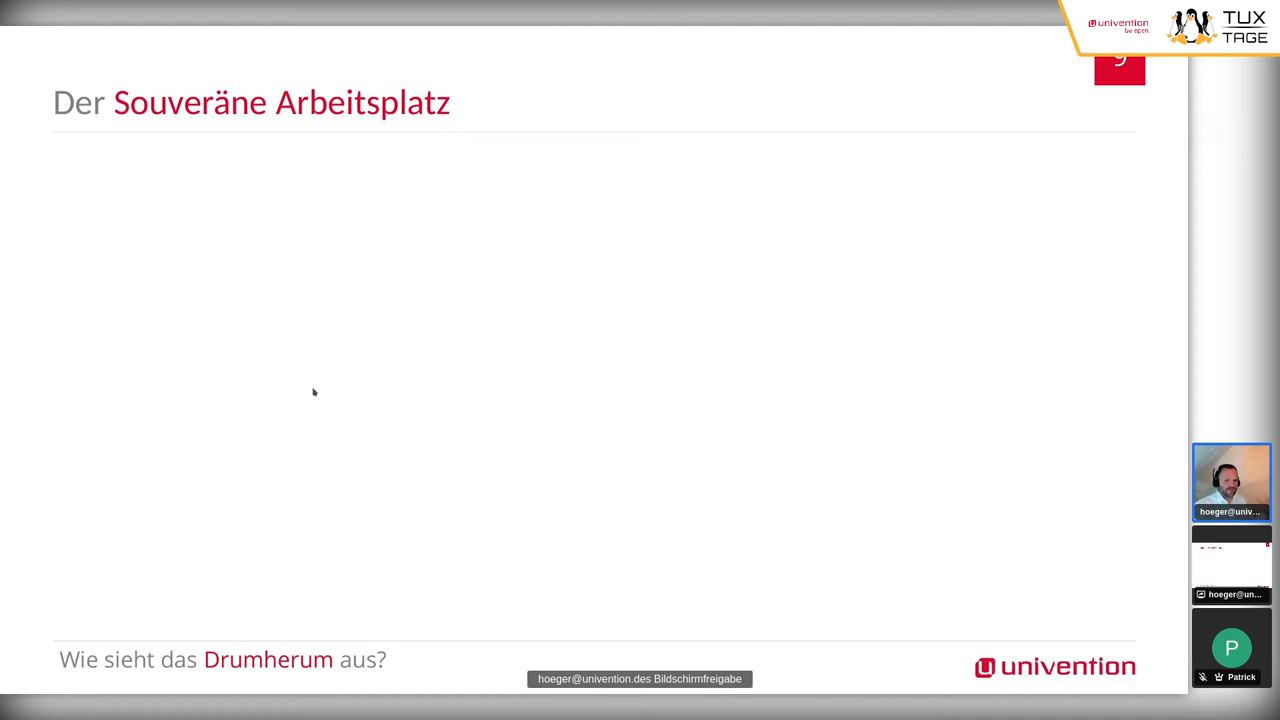 univention
be open.
TUX
TAGE
9
Der Souveräne Arbeitsplatz
hoeger@univ...
hoeger@un...
P
Patrick
Wie sieht das Drumherum aus?
univention
hoeger@univention.des Bildschirmfreigabe